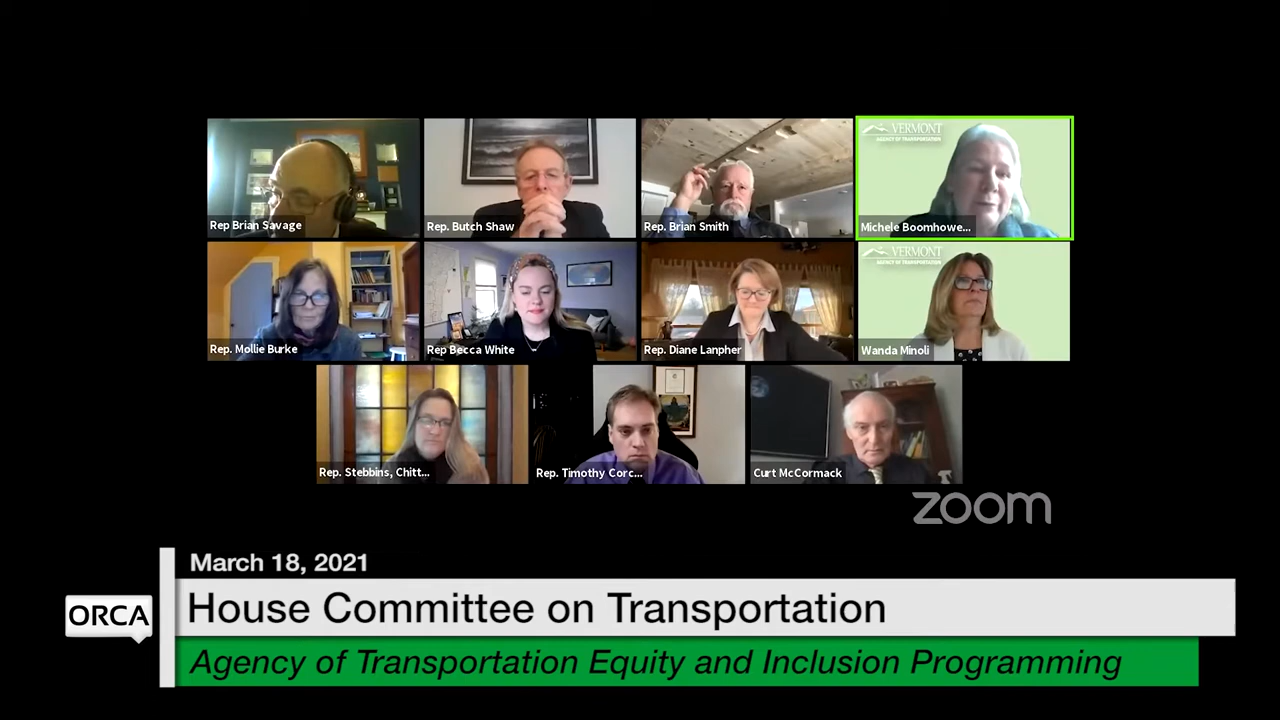 VERMONT
AGENCY OF TRANSPORTATION
Rep Brian Savage
Rep. Butch Shaw
Rep. Brian Smith
Michele Boomhowe...
VERMONT
AGENCY OF TRANSPORTATION
Rep. Mollie Burke
Rep Becca White
Rep. Diane Lanpher
Wanda Minoli
Rep. Stebbins, Chitt...
Rep. Timothy Corc...
Curt McCormack
zoom
March 18, 2021
ORCA
House Committee on Transportation
Agency of Transportation Equity and Inclusion Programming